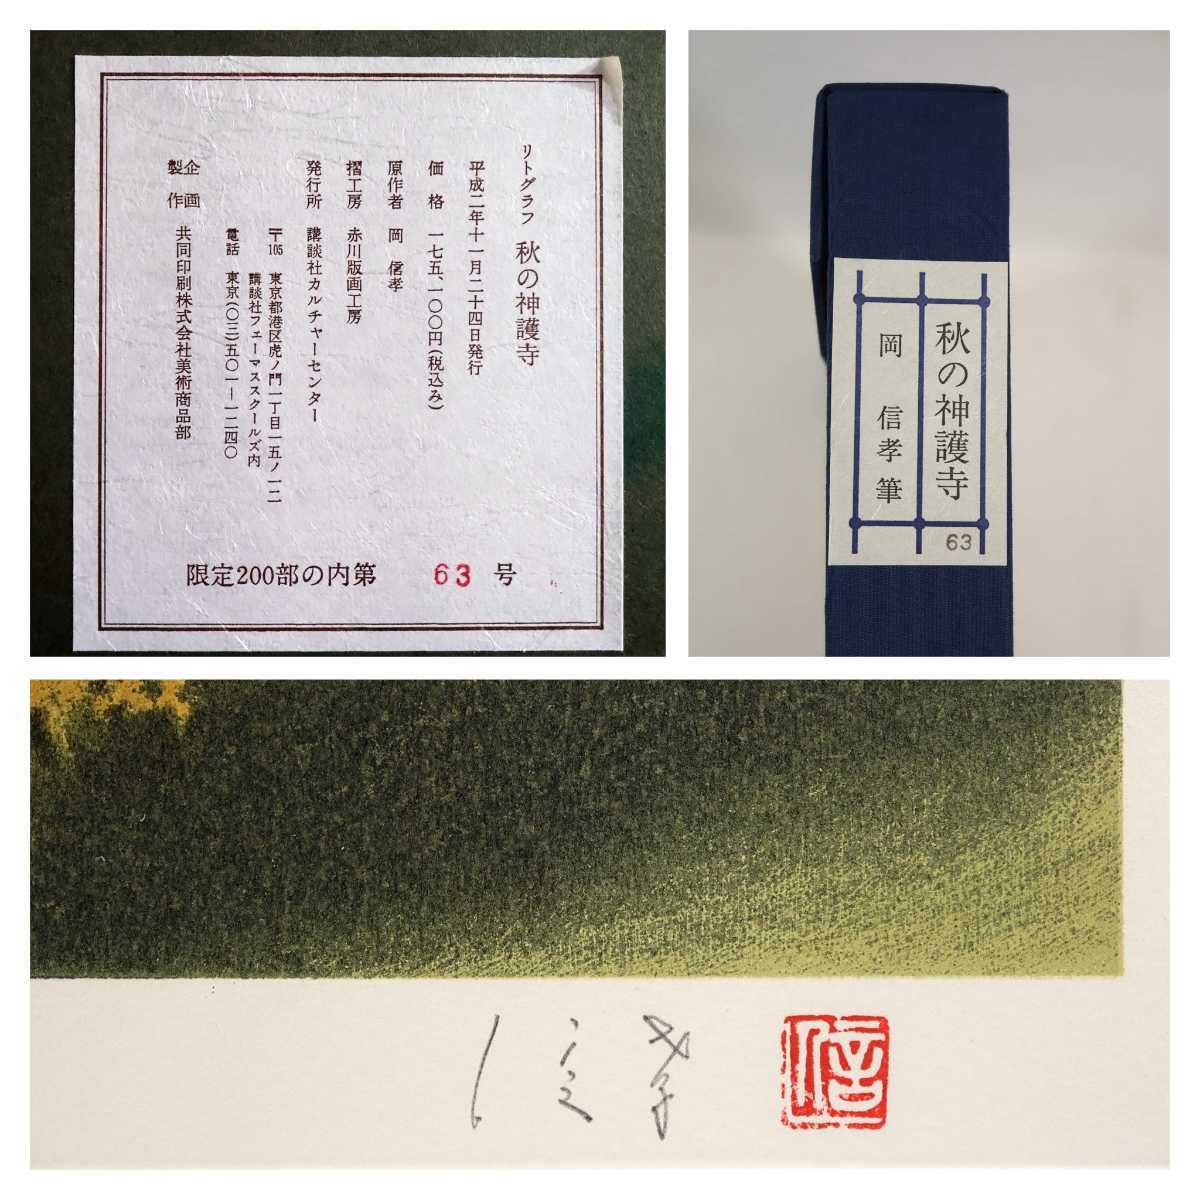 リトグラフ 秋の神護寺
平成二年十一月二十四日発行
価格 一七五、一〇〇円(税込み)
原作者 岡 信孝
摺工房 赤川版画工房
発行所 講談社カルチャーセンター
〒105 東京都港区虎ノ門一丁目一五ノ一二
講談社フェーマススクールズ内
電話 東京(〇三)五〇一ー一二四〇
企画
製作 共同印刷株式会社美術商品部
限定200部の内第 63 号
秋の神護寺
岡 信孝筆
63
信孝
信